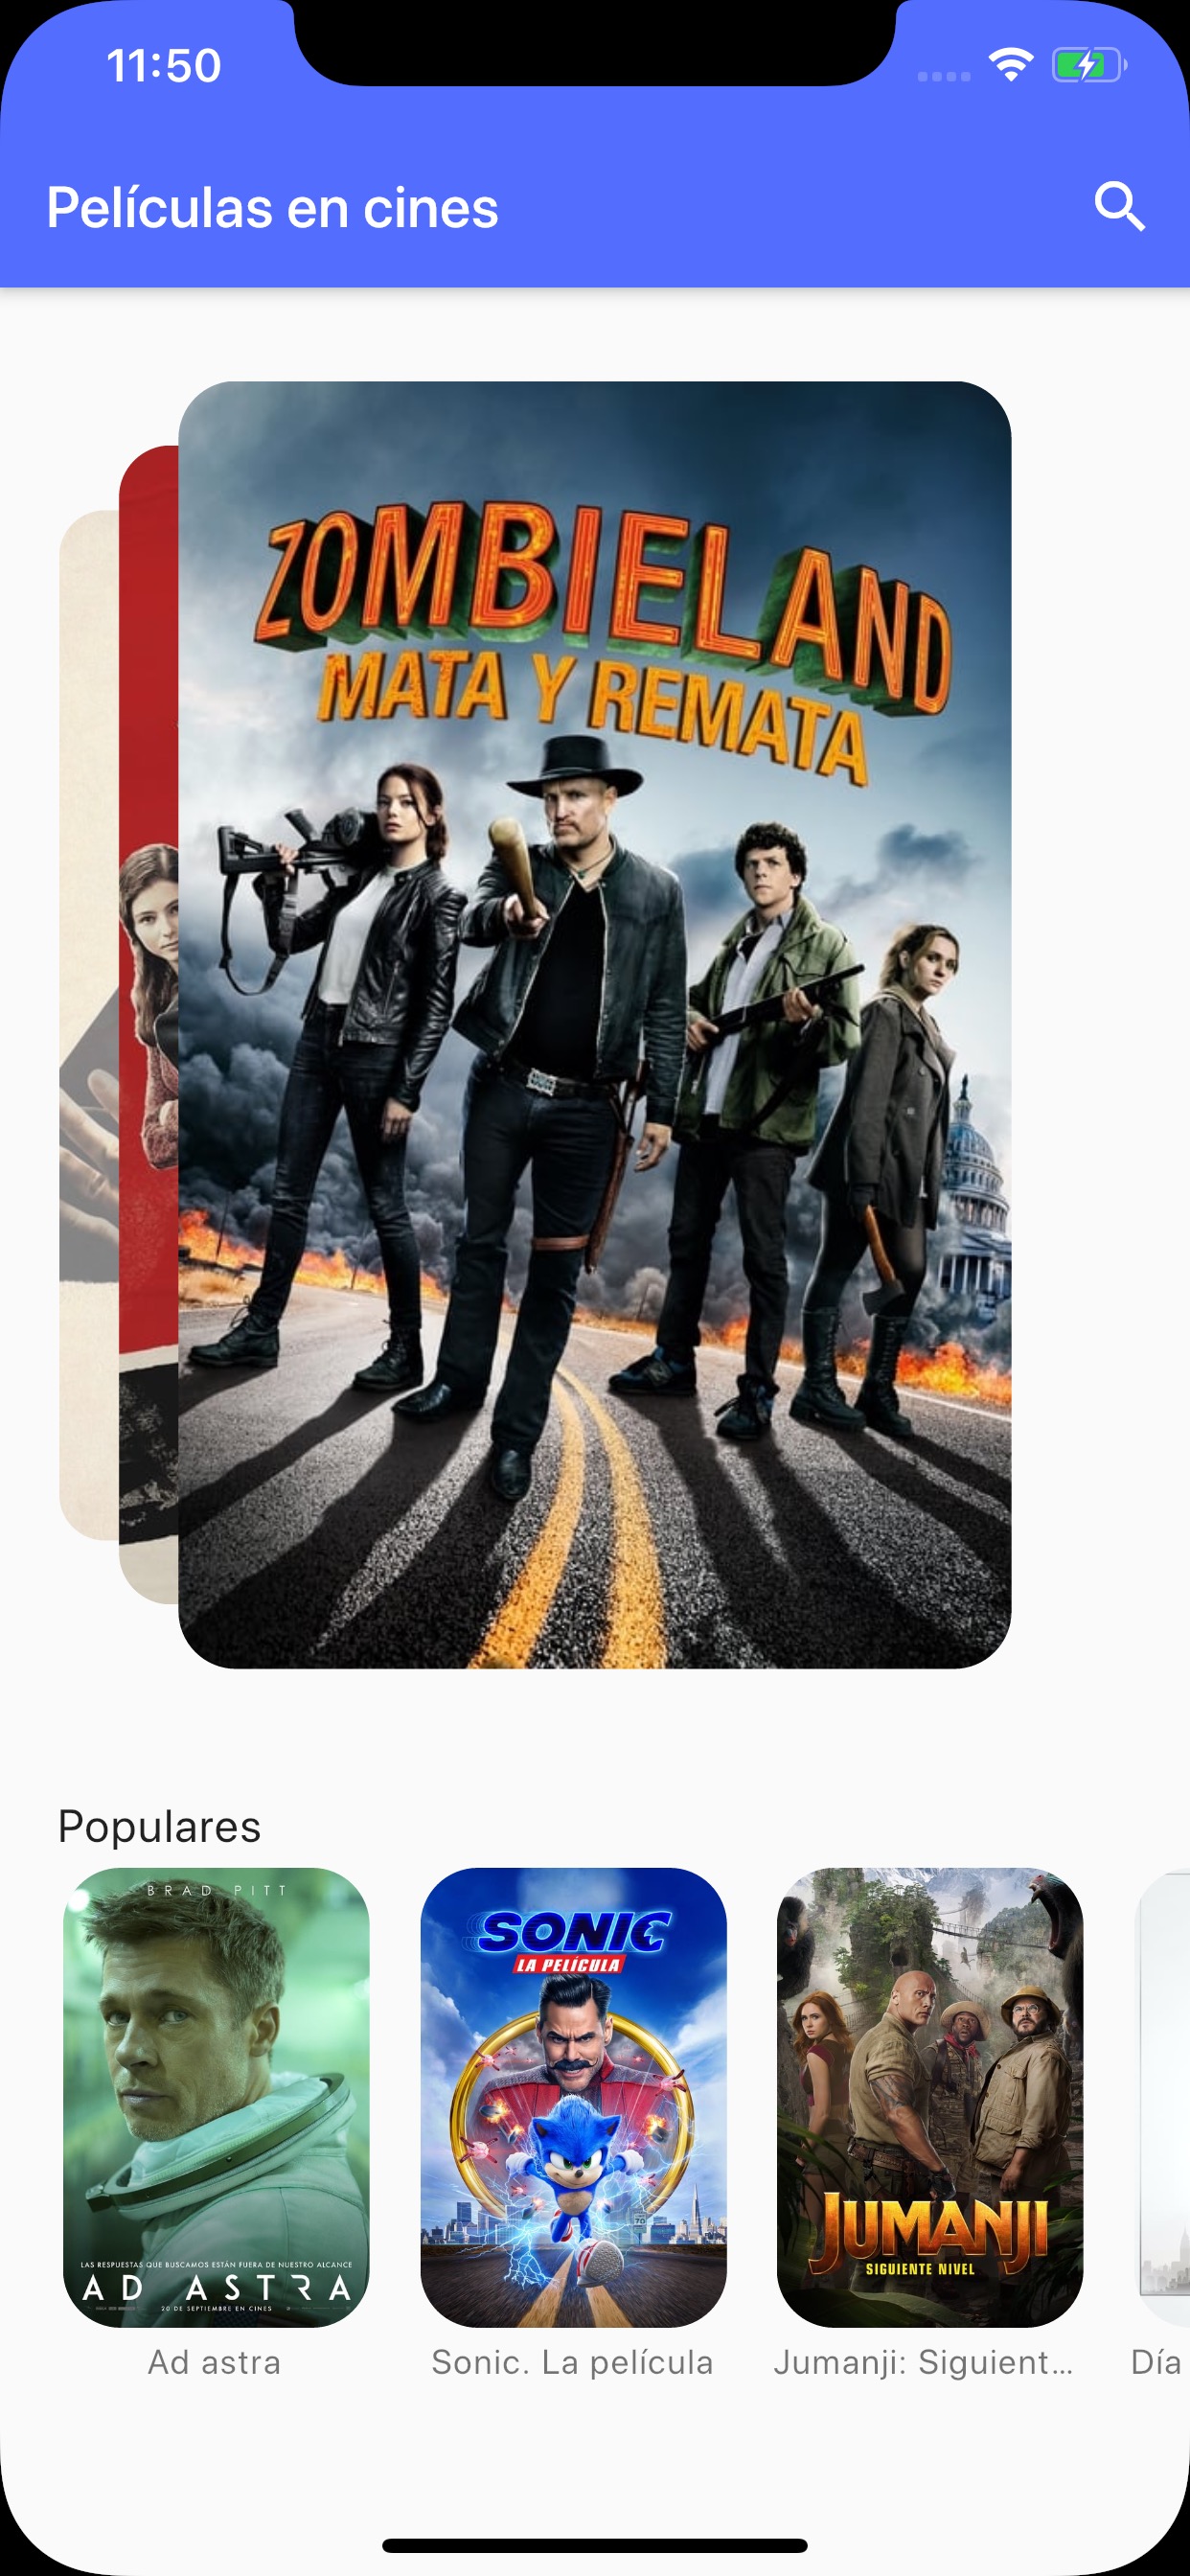 11:50
Películas en cines
ZOMBIELAND
MATA Y REMATA
Populares
BRAD PITT
LAS RESPUESTAS QUE BUSCAMOS ESTÁN FUERA DE NUESTRO ALCANCE
AD ASTRA
20 DE SEPTIEMBRE EN CINES
SONIC
LA PELÍCULA
70
JUMANJI
SIGUIENTE NIVEL
Ad astra
Sonic. La película
Jumanji: Siguient...
Día